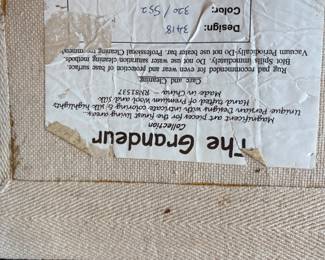 The Grandeur
Collection
Magnificent art pieces for the finest living areas
Unique Persian Designs with delicate coloring & silk highlights
Hand tufted of Premium Wool and Silk
Made in China - RN81537
Care and Cleaning
Rug Pad recommended for even wear and protection of base surface.
Blot Spills Immediately. Do not use water saturation cleaning methods.
Vacuum Periodically-Do not use beater bar. Professional Cleaning recommended
Design: 3418
Color: 320 / 552